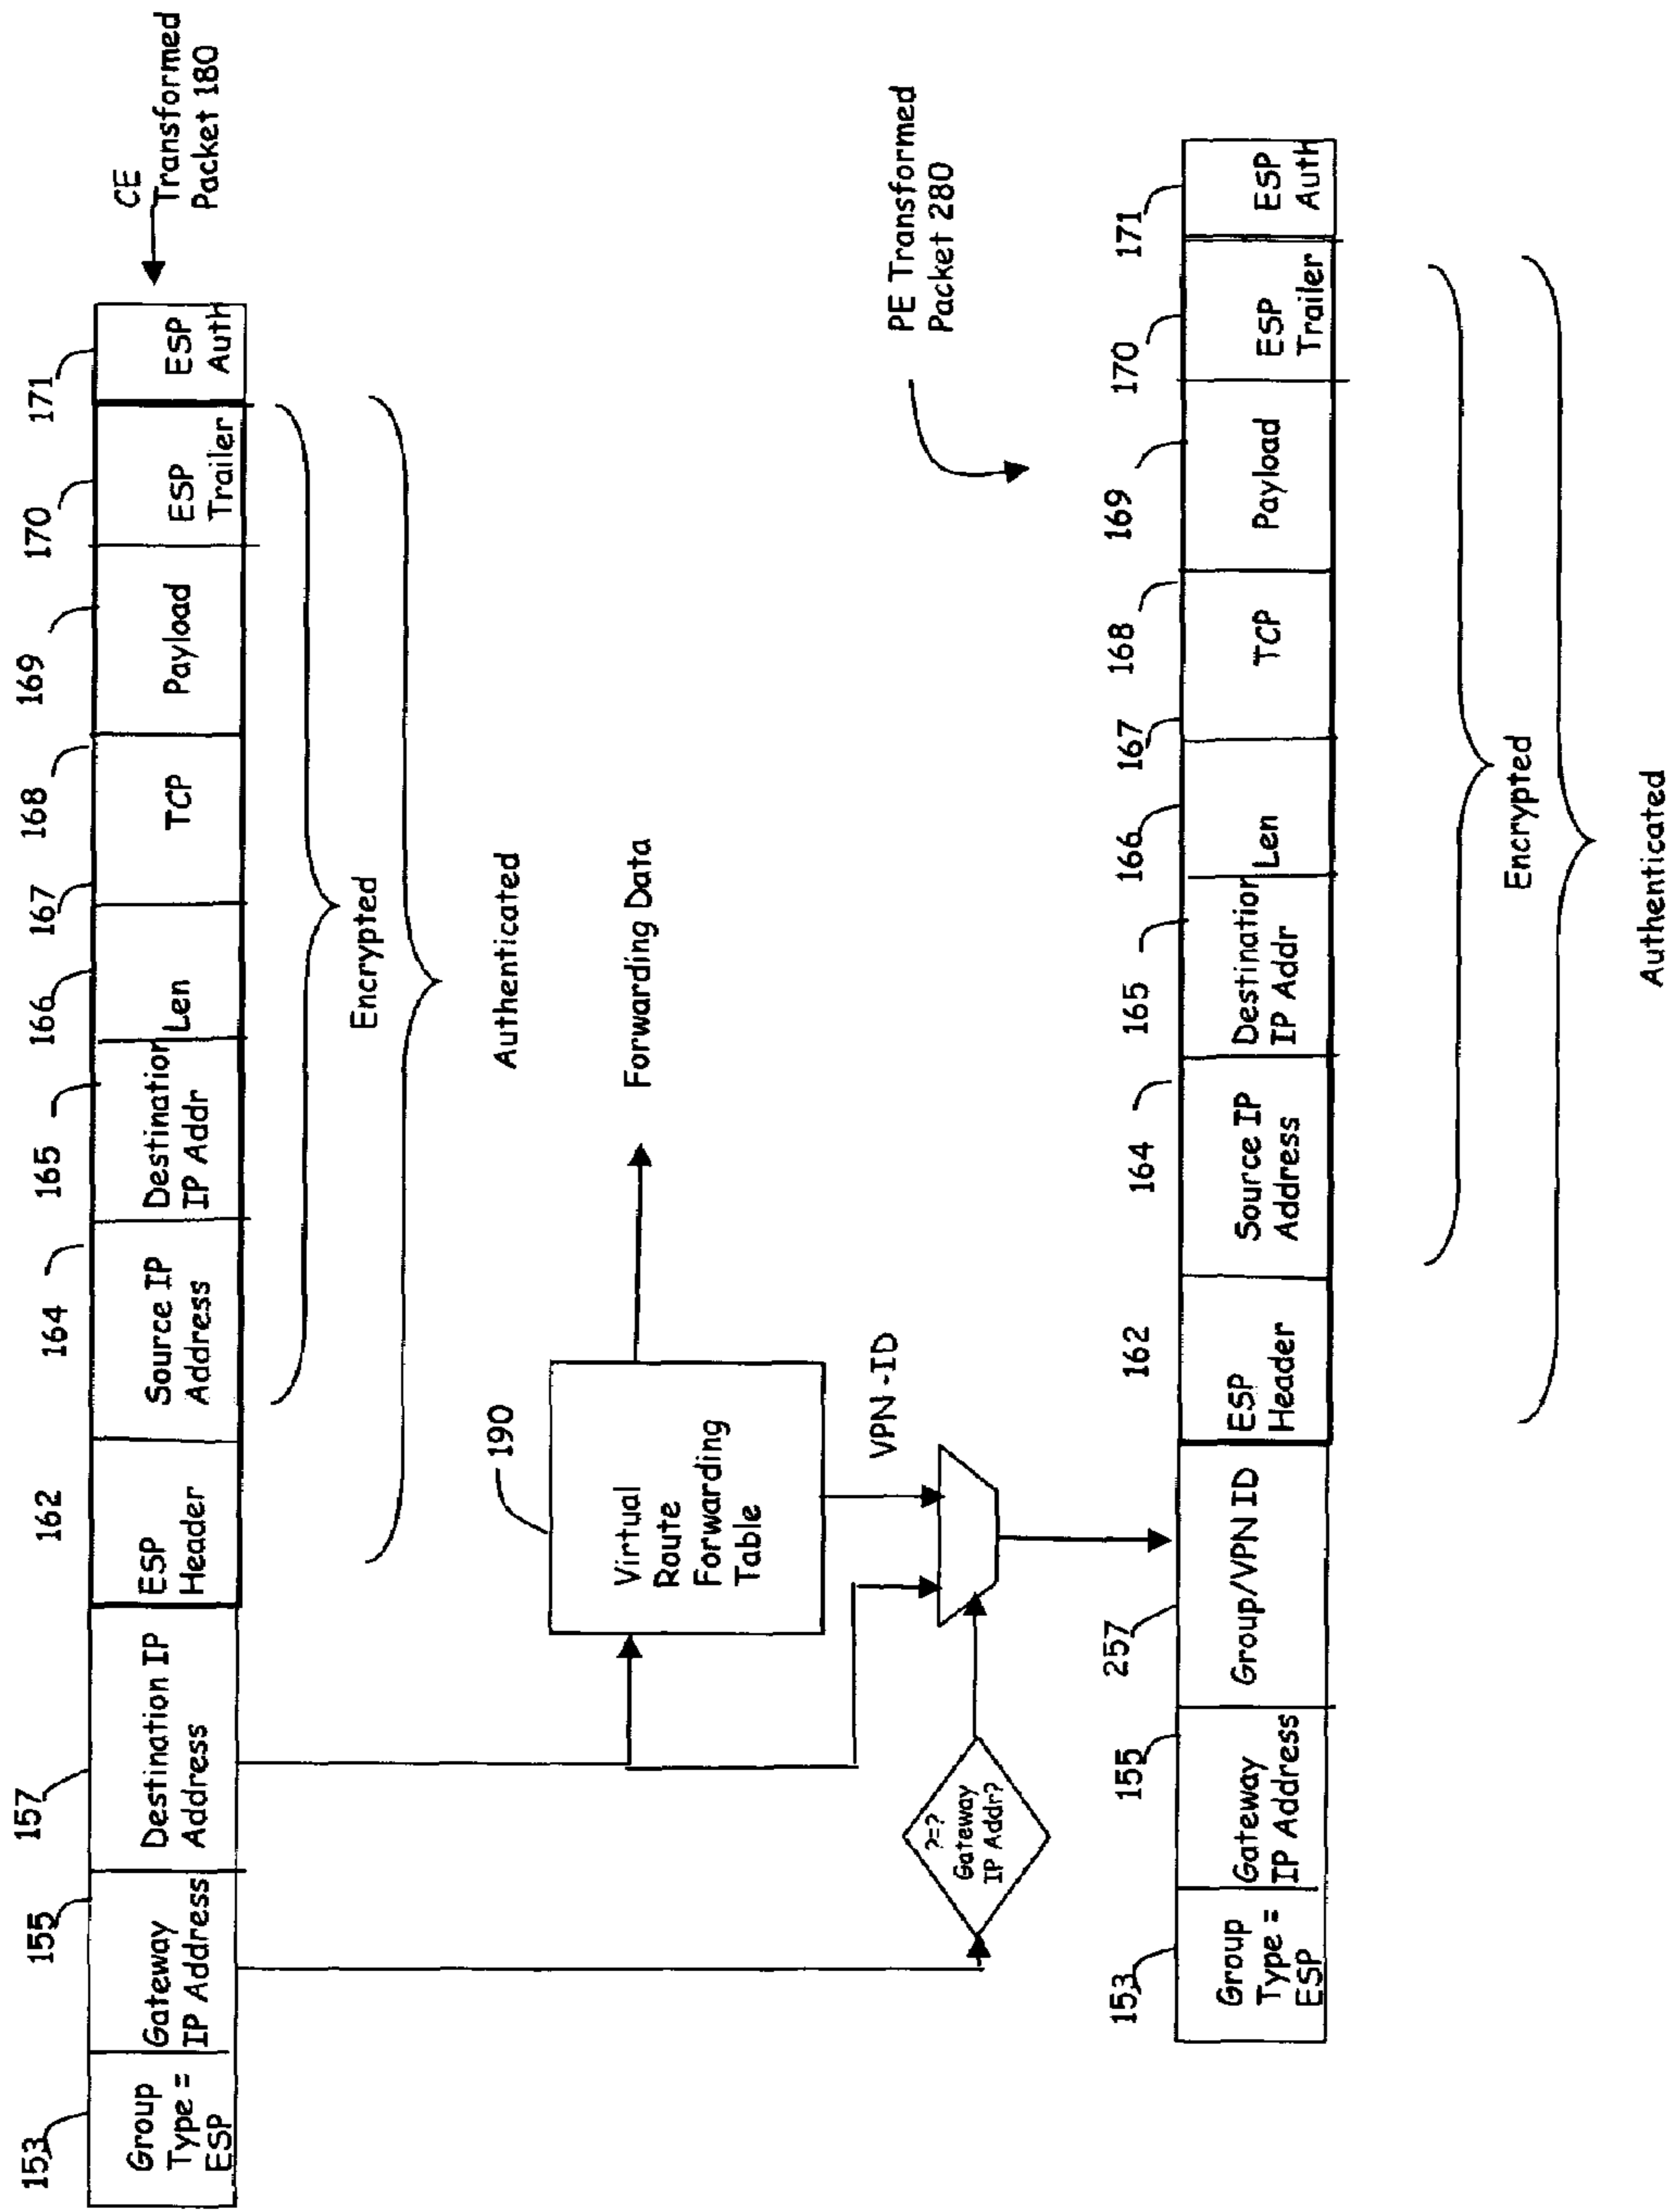 CE
Transformed
Packet 180
153
155
157
162
164
165
166
167
168
169
170
171
Group
Type =
ESP
Gateway
IP Address
Destination IP
Address
ESP
Header
Source IP
Address
Destination
IP Addr
Len
TCP
Payload
ESP
Trailer
ESP
Auth
Encrypted
Authenticated
190
Virtual
Route
Forwarding
Table
Forwarding Data
VPN-ID
?=?
Gateway
IP Addr?
PE Transformed
Packet 280
153
155
257
162
164
165
166
167
168
169
170
171
Group
Type =
ESP
Gateway
IP Address
Group/VPN ID
ESP
Header
Source IP
Address
Destination
IP Addr
Len
TCP
Payload
ESP
Trailer
ESP
Auth
Encrypted
Authenticated